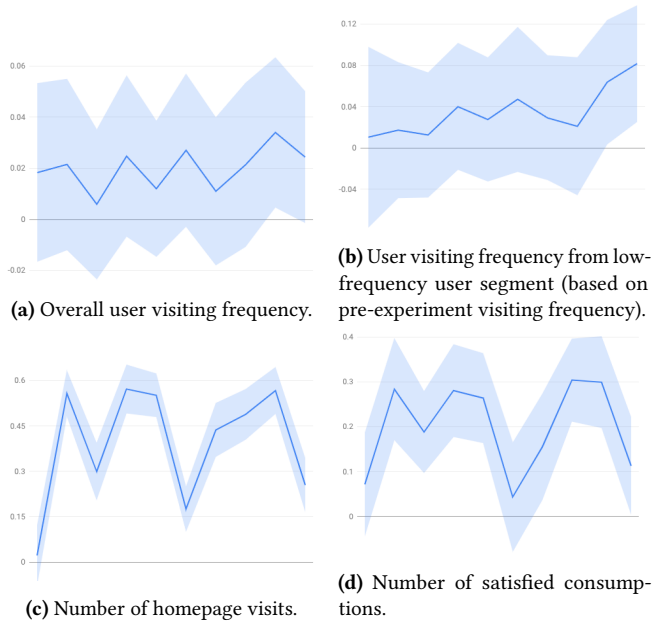 0.06
0.04
0.02
0
-0.02
(a) Overall user visiting frequency.
0.12
0.08
0.04
0
-0.04
(b) User visiting frequency from low-
frequency user segment (based on
pre-experiment visiting frequency).
0.6
0.45
0.3
0.15
0
(c) Number of homepage visits.
0.4
0.3
0.2
0.1
0
(d) Number of satisfied consump-
tions.